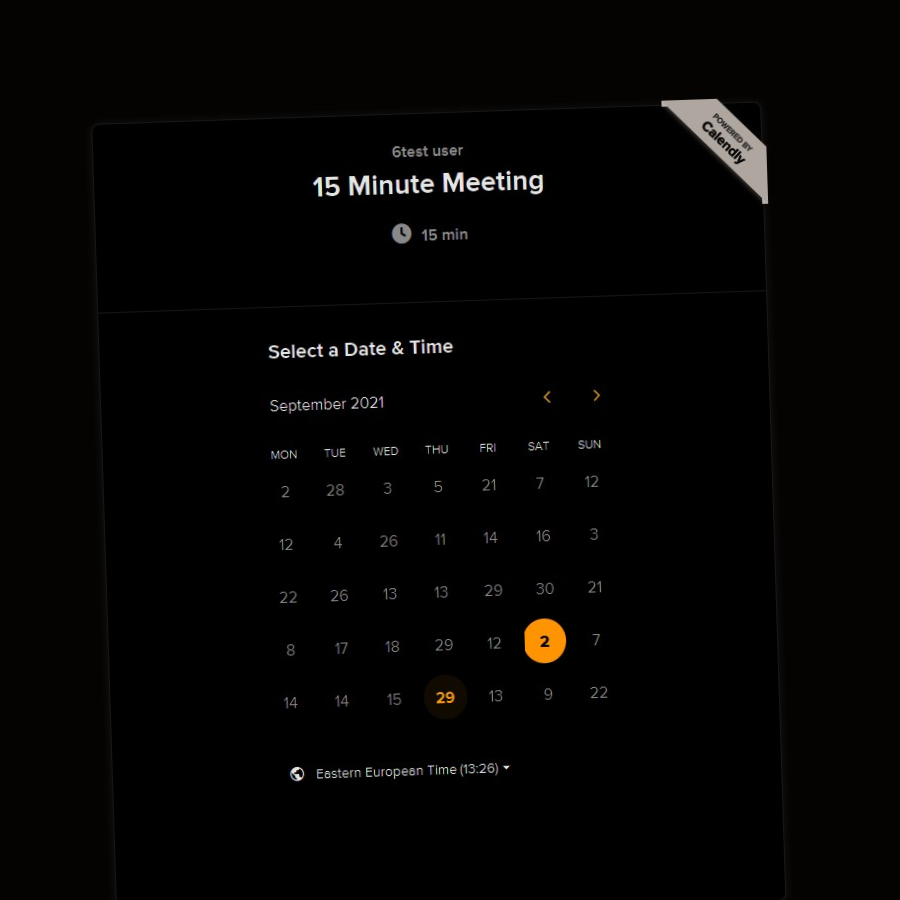 POWERED BY
Calendly
6test user
15 Minute Meeting
15 min
Select a Date & Time
September 2021
MON TUE WED THU FRI SAT SUN
2 28 3 5 21 7 12
12 4 26 11 14 16 3
22 26 13 13 29 30 21
8 17 18 29 12 2 7
14 14 15 29 13 9 22
Eastern European Time (13:26)